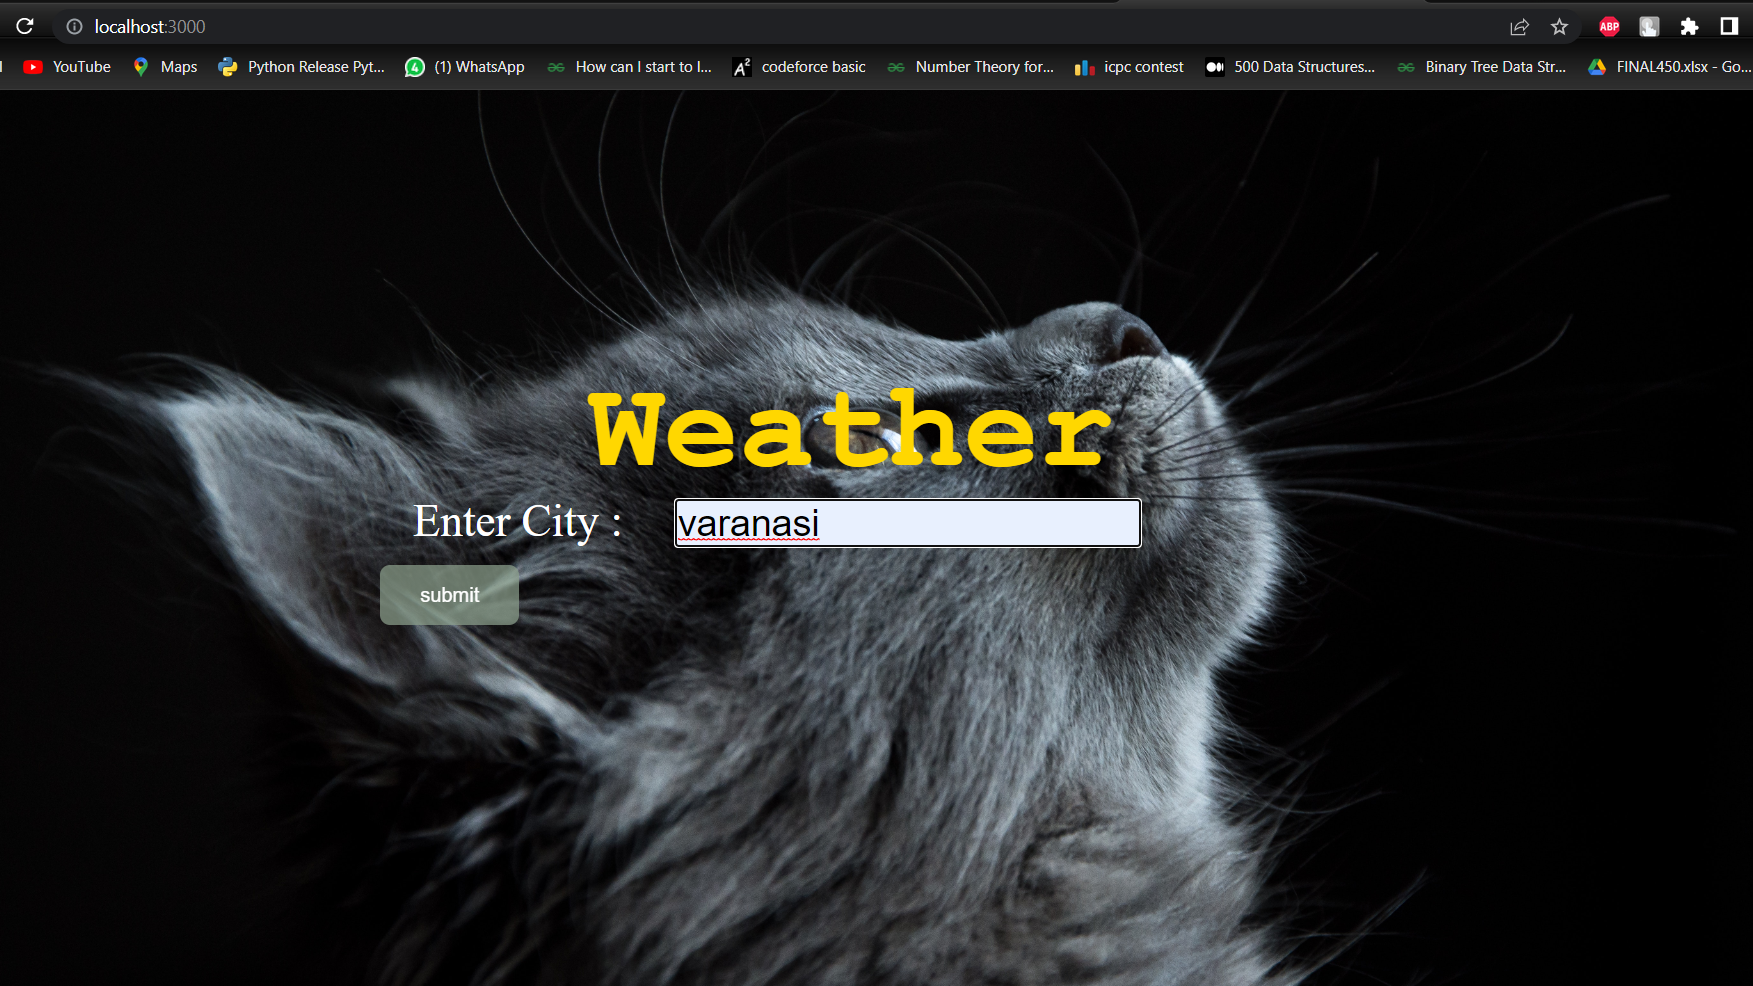 localhost:3000
YouTube Maps Python Release Pyt... (1) WhatsApp How can I start to l... codeforce basic Number Theory for... icpc contest 500 Data Structures... Binary Tree Data Str... FINAL450.xlsx - Go...
Weather
Enter City : varanasi
submit